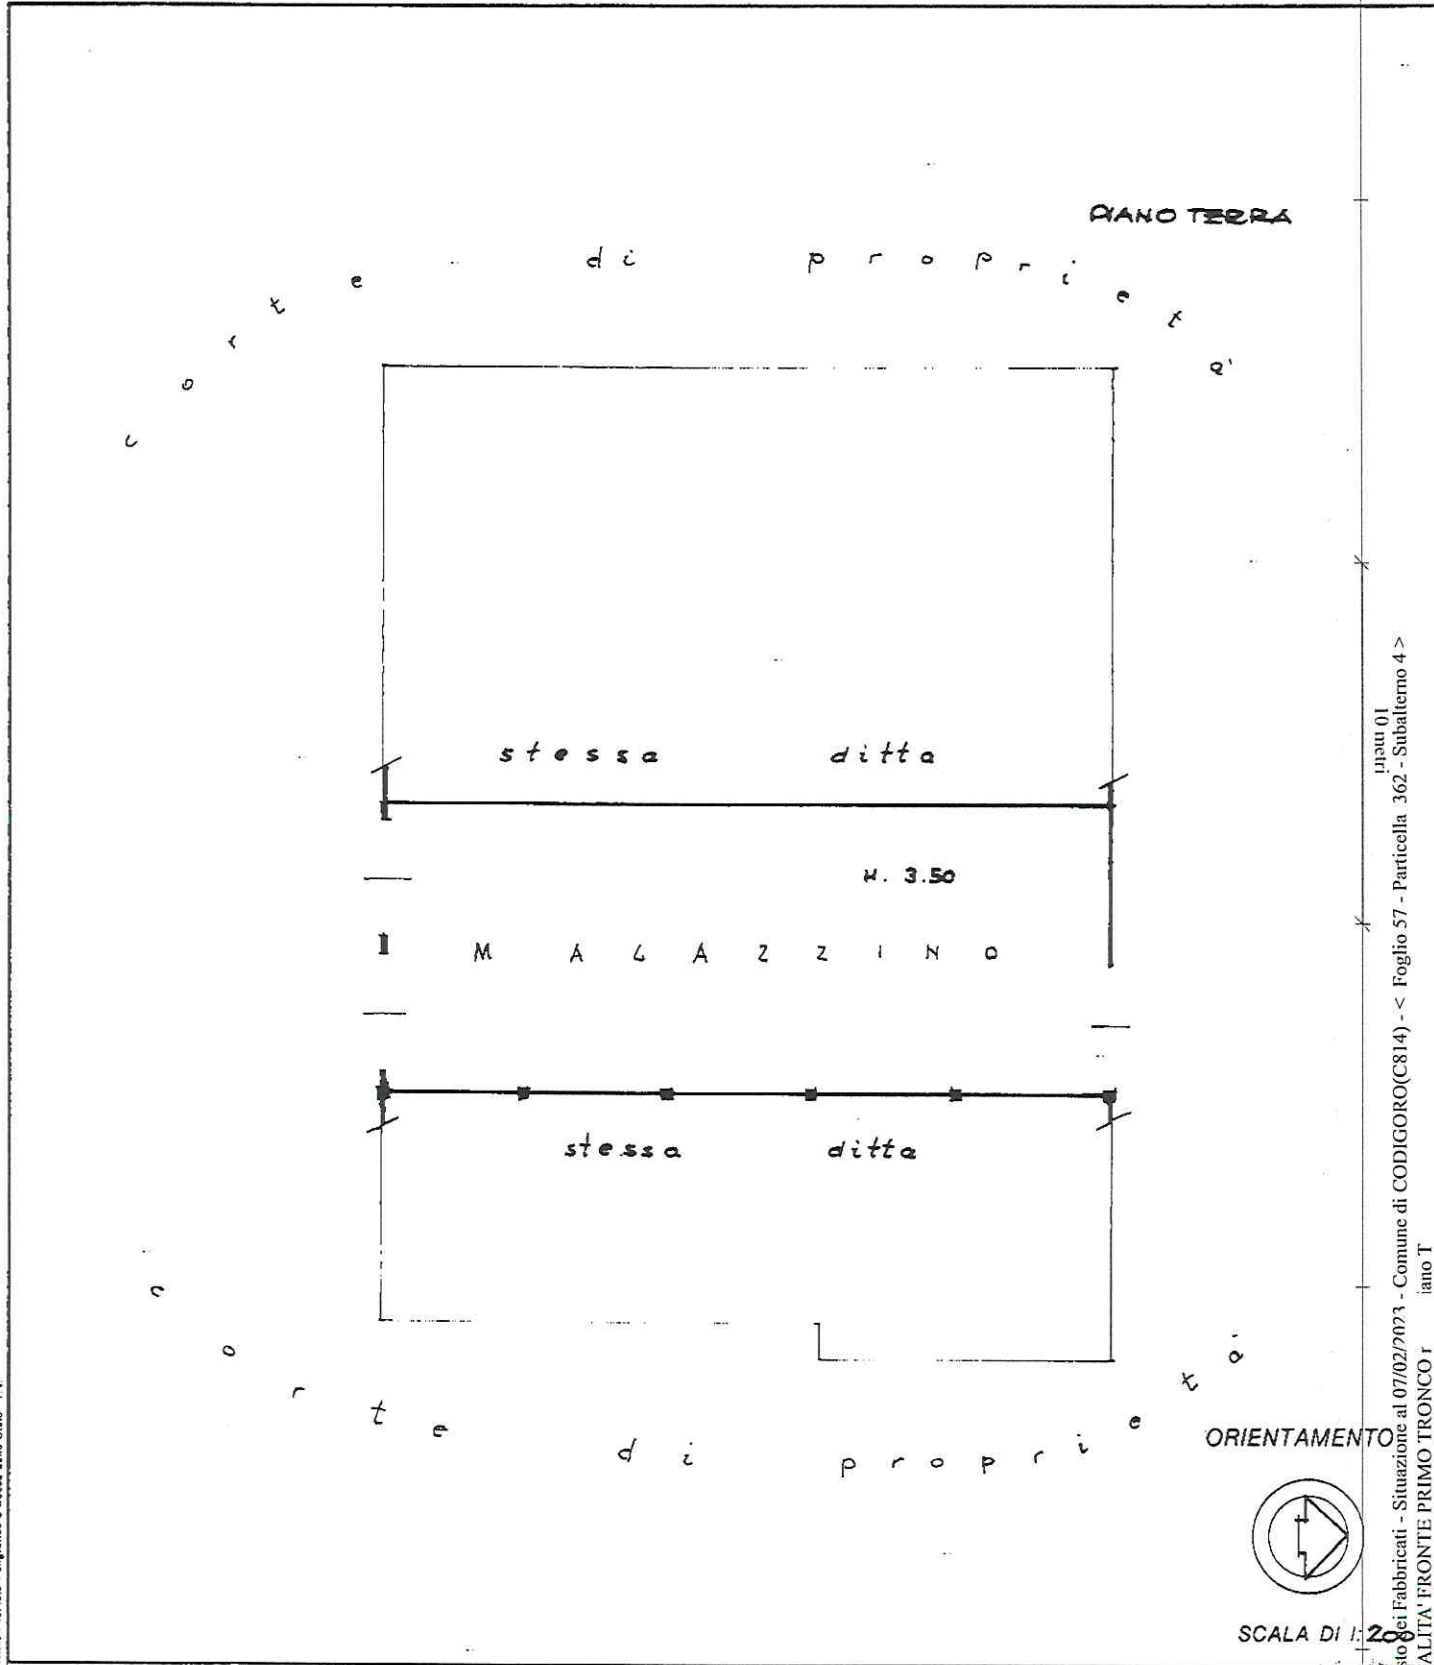 PIANO TERRA
corte di proprietà
stessa ditta
H. 3.50
MAGAZZINO
stessa ditta
corte di proprietà
ORIENTAMENTO
SCALA DI 1:200
10 metri
dei Fabbricati - Situazione al 07/02/2023 - Comune di CODIGORO(C814) - < Foglio 57 - Particella 362 - Subalterno 4 >
ALITA' FRONTE PRIMO TRONCO iano T